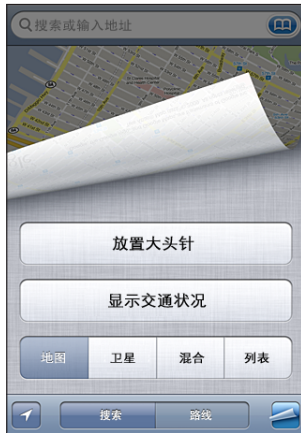 搜索或输入地址
放置大头针
显示交通状况
地图 卫星 混合 列表
搜索 路线